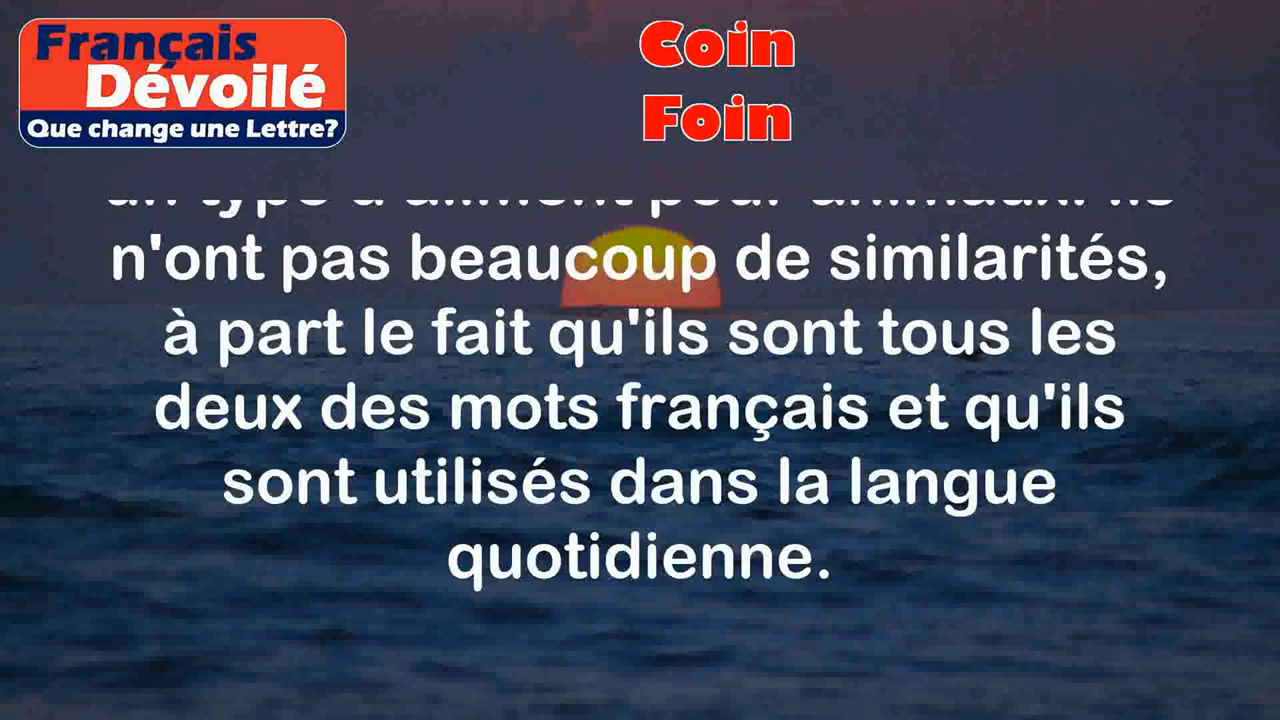 Français
Dévoilé
Que change une Lettre?
Coin
Foin
n'ont pas beaucoup de similarités,
à part le fait qu'ils sont tous les
deux des mots français et qu'ils
sont utilisés dans la langue
quotidienne.